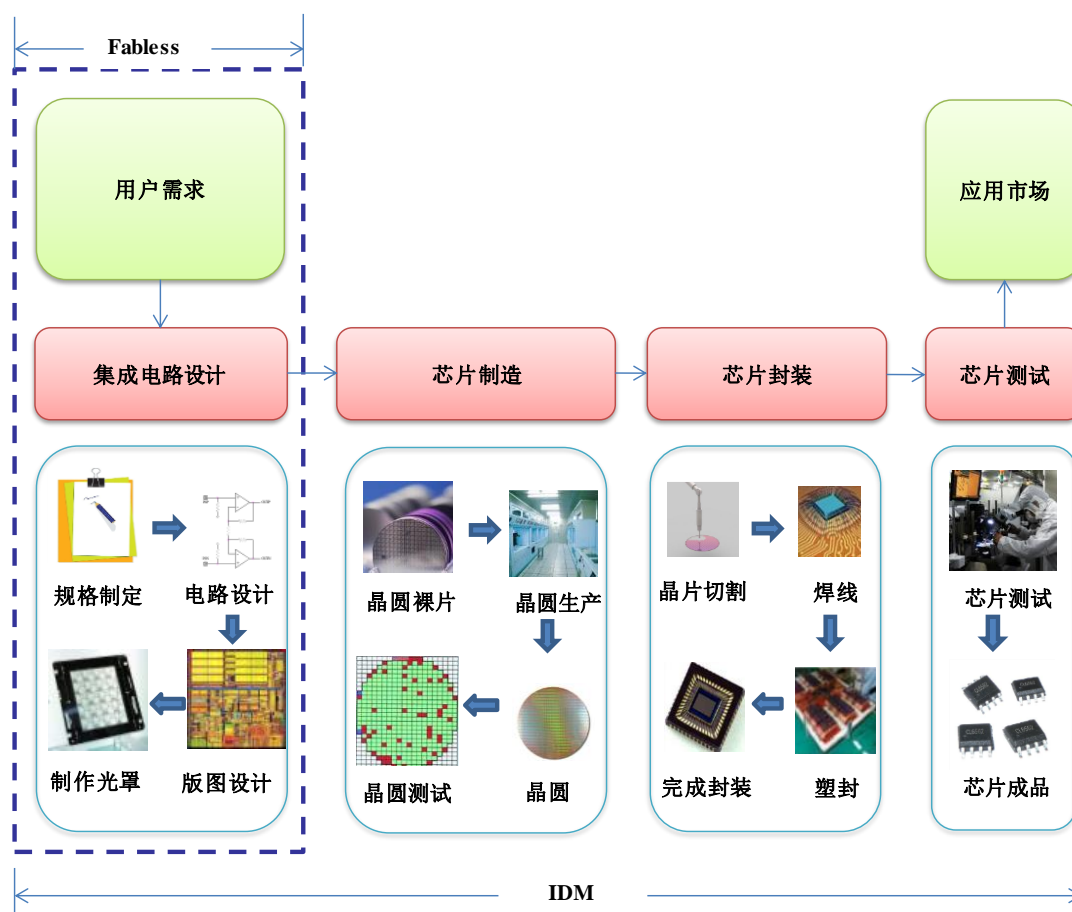 Fabless
用户需求
应用市场
集成电路设计
芯片制造
芯片封装
芯片测试
规格制定
电路设计
晶圆裸片
晶圆生产
晶片切割
焊线
芯片测试
制作光罩
版图设计
晶圆测试
晶圆
完成封装
塑封
芯片成品
IDM